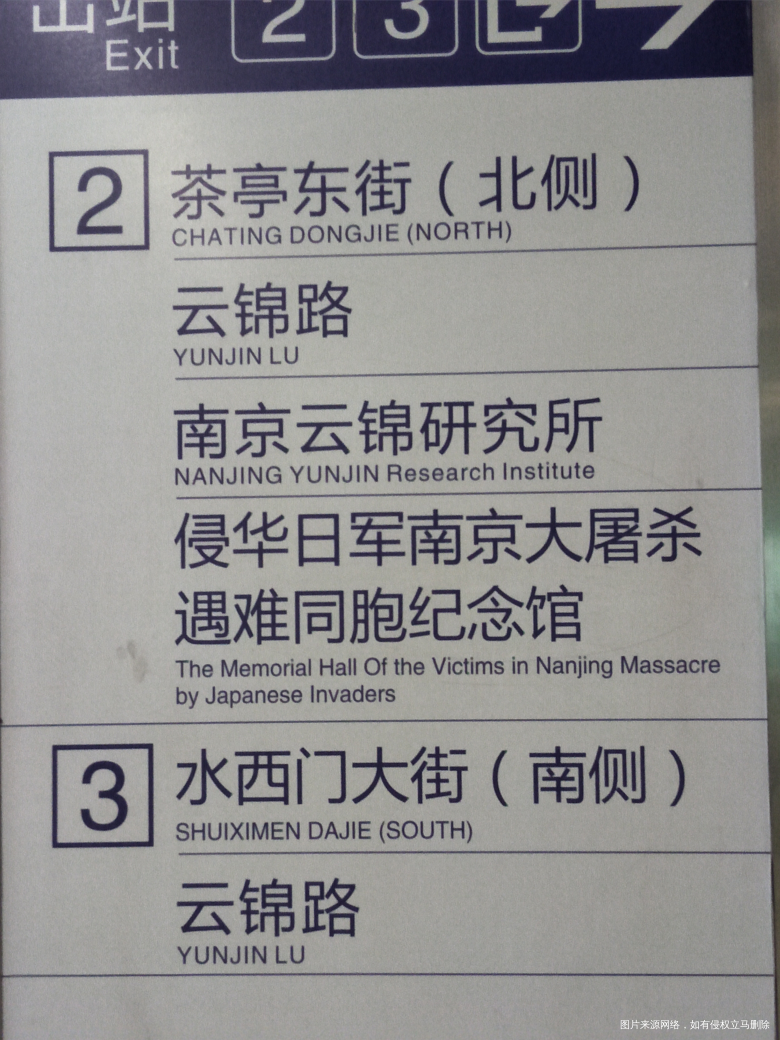 出站 2 3
Exit
2 茶亭东街（北侧）
CHATING DONGJIE (NORTH)
云锦路
YUNJIN LU
南京云锦研究所
NANJING YUNJIN Research Institute
侵华日军南京大屠杀
遇难同胞纪念馆
The Memorial Hall Of the Victims in Nanjing Massacre
by Japanese Invaders
3 水西门大街（南侧）
SHUIXIMEN DAJIE (SOUTH)
云锦路
YUNJIN LU
图片来源网络，如有侵权立马删除